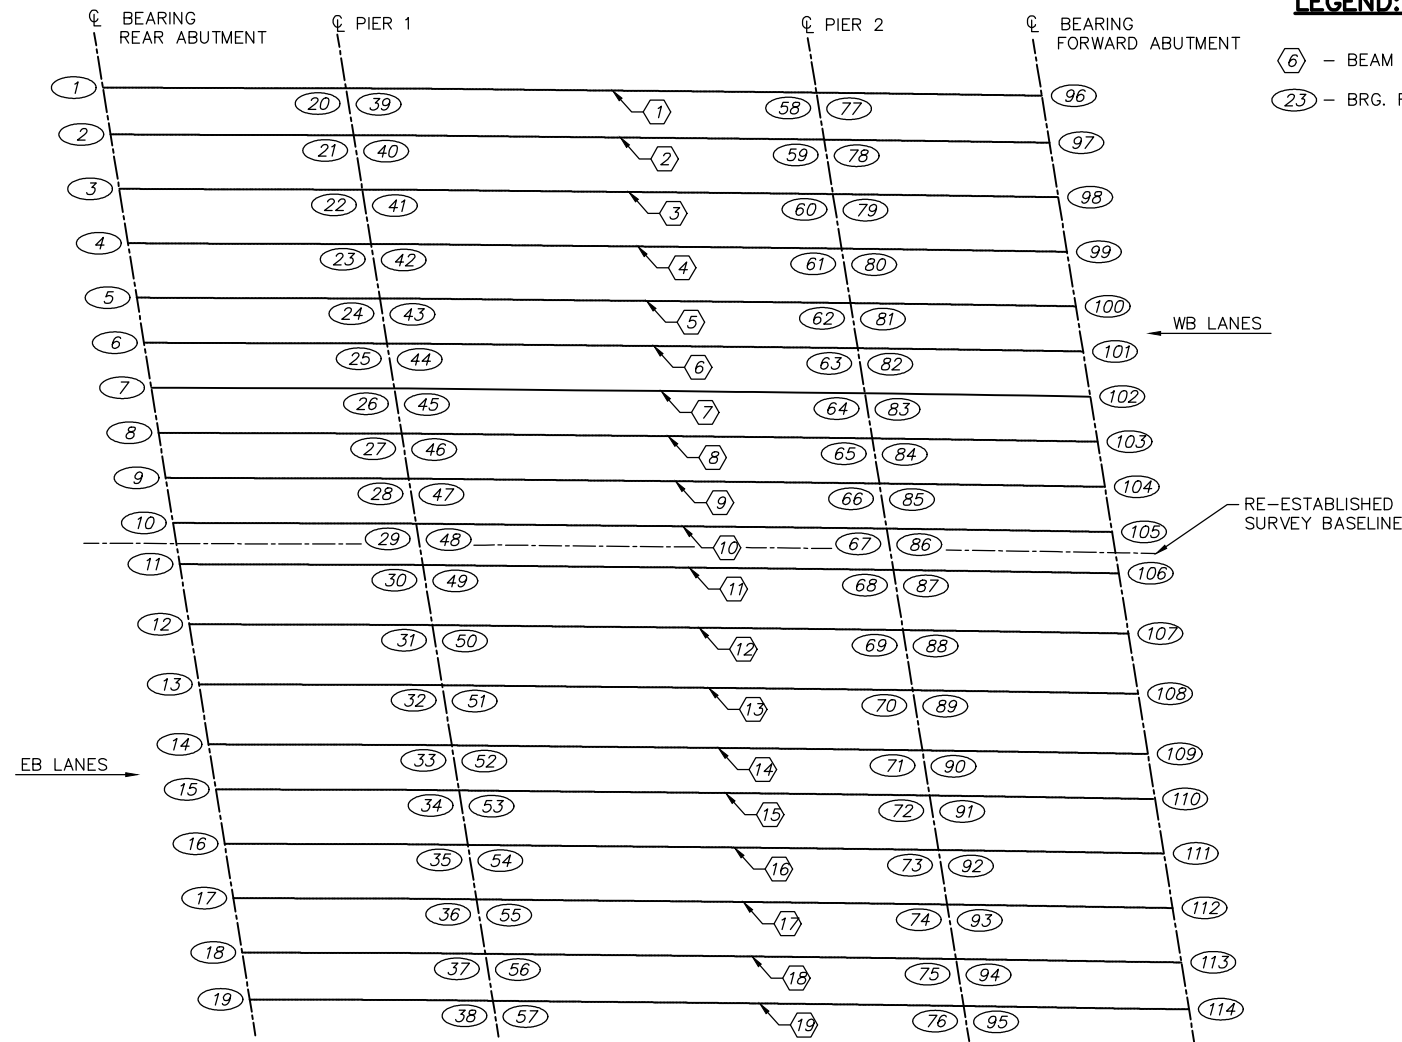 ℄ BEARING
REAR ABUTMENT
℄ PIER 1
℄ PIER 2
℄ BEARING
FORWARD ABUTMENT
LEGEND:
6 - BEAM
23 - BRG.
1 20 39 1 58 77 96
2 21 40 2 59 78 97
3 22 41 3 60 79 98
4 23 42 4 61 80 99
5 24 43 5 62 81 100
WB LANES
6 25 44 6 63 82 101
7 26 45 7 64 83 102
8 27 46 8 65 84 103
9 28 47 9 66 85 104
RE-ESTABLISHED
SURVEY BASELINE
10 29 48 10 67 86 105
11 30 49 11 68 87 106
12 31 50 12 69 88 107
13 32 51 13 70 89 108
14 33 52 14 71 90 109
EB LANES
15 34 53 15 72 91 110
16 35 54 16 73 92 111
17 36 55 17 74 93 112
18 37 56 18 75 94 113
19 38 57 19 76 95 114